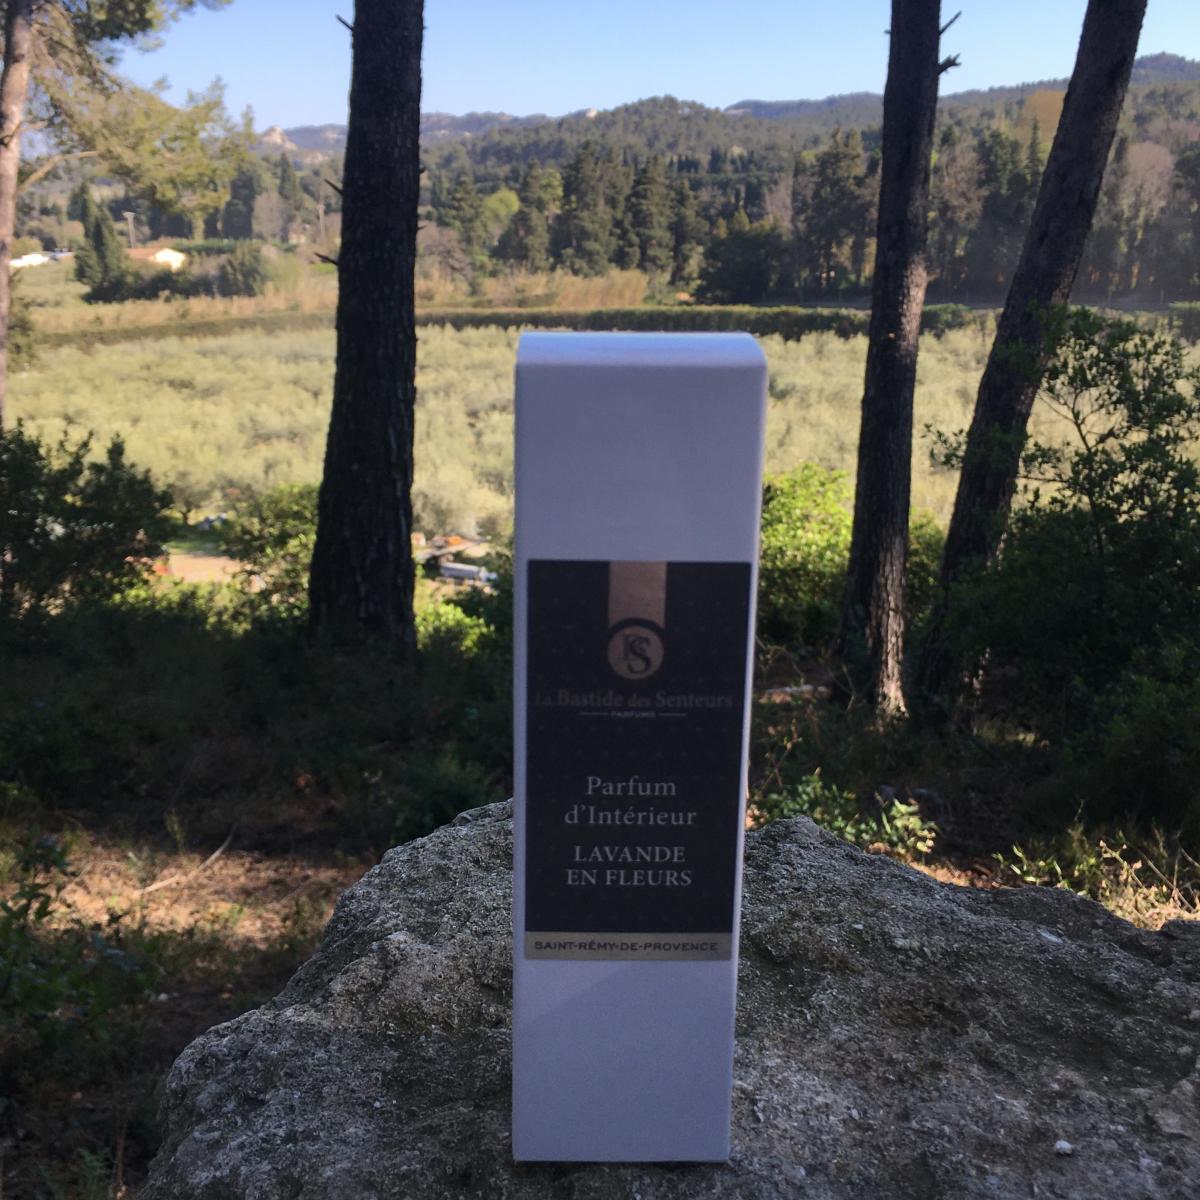 BS
La Bastide des Senteurs
PARFUMS
Parfum
d'Intérieur
LAVANDE
EN FLEURS
SAINT-RÉMY-DE-PROVENCE